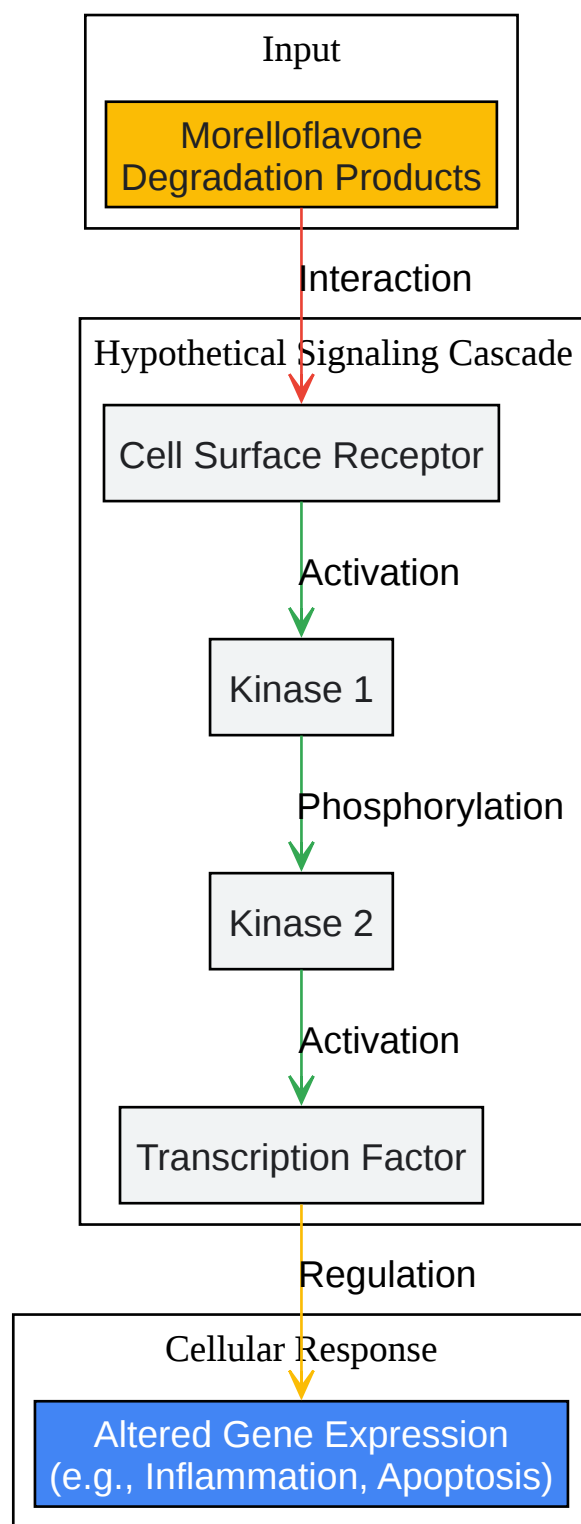 Input
Morelloflavone
Degradation Products
Interaction
Hypothetical Signaling Cascade
Cell Surface Receptor
Activation
Kinase 1
Phosphorylation
Kinase 2
Activation
Transcription Factor
Regulation
Cellular Response
Altered Gene Expression
(e.g., Inflammation, Apoptosis)